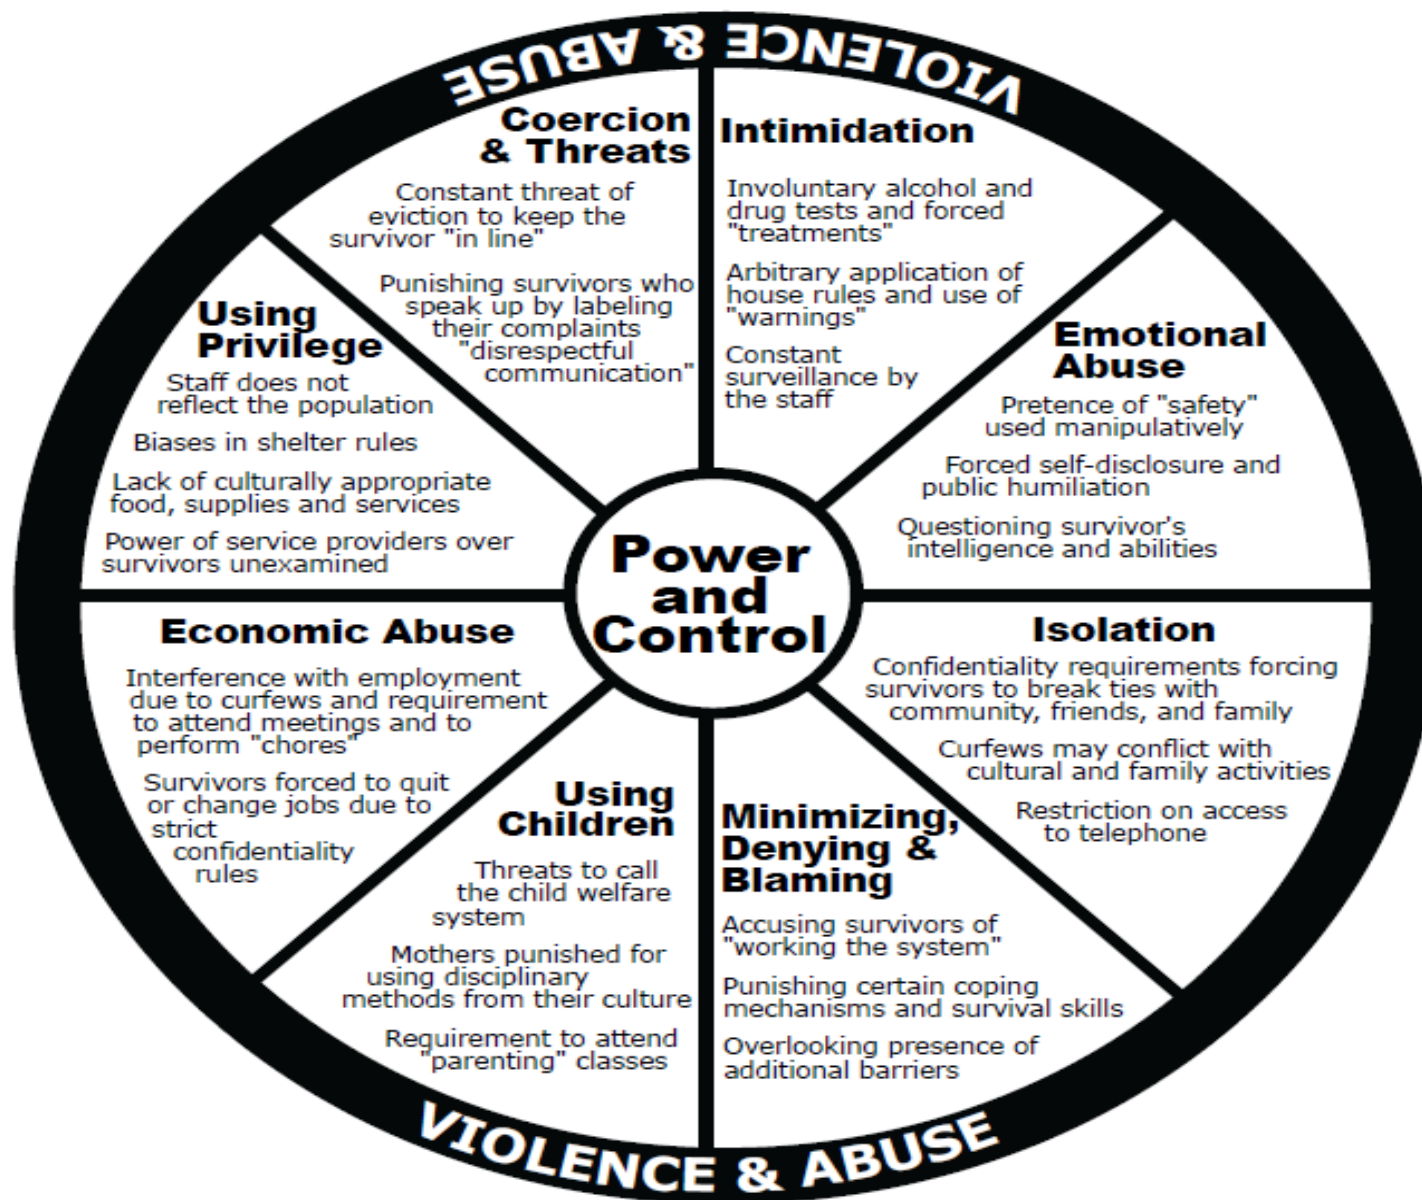 VIOLENCE & ABUSE
Coercion
& Threats
Constant threat of
eviction to keep the
survivor "in line"
Punishing survivors who
speak up by labeling
their complaints
"disrespectful
communication"
Intimidation
Involuntary alcohol and
drug tests and forced
"treatments"
Arbitrary application of
house rules and use of
"warnings"
Constant
surveillance by
the staff
Emotional
Abuse
Pretence of "safety"
used manipulatively
Forced self-disclosure and
public humiliation
Questioning survivor's
intelligence and abilities
Isolation
Confidentiality requirements forcing
survivors to break ties with
community, friends, and family
Curfews may conflict with
cultural and family activities
Restriction on access
to telephone
Minimizing,
Denying &
Blaming
Accusing survivors of
"working the system"
Punishing certain coping
mechanisms and survival skills
Overlooking presence of
additional barriers
Using
Children
Threats to call
the child welfare
system
Mothers punished for
using disciplinary
methods from their culture
Requirement to attend
"parenting" classes
Economic Abuse
Interference with employment
due to curfews and requirement
to attend meetings and to
perform "chores"
Survivors forced to quit
or change jobs due to
strict
confidentiality
rules
Using
Privilege
Staff does not
reflect the population
Biases in shelter rules
Lack of culturally appropriate
food, supplies and services
Power of service providers over
survivors unexamined
Power
and
Control
VIOLENCE & ABUSE